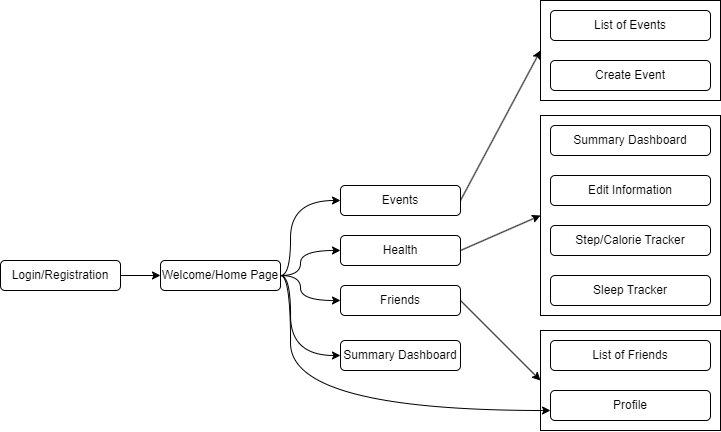 Login/Registration
Welcome/Home Page
Events
Health
Friends
Summary Dashboard
List of Events
Create Event
Summary Dashboard
Edit Information
Step/Calorie Tracker
Sleep Tracker
List of Friends
Profile